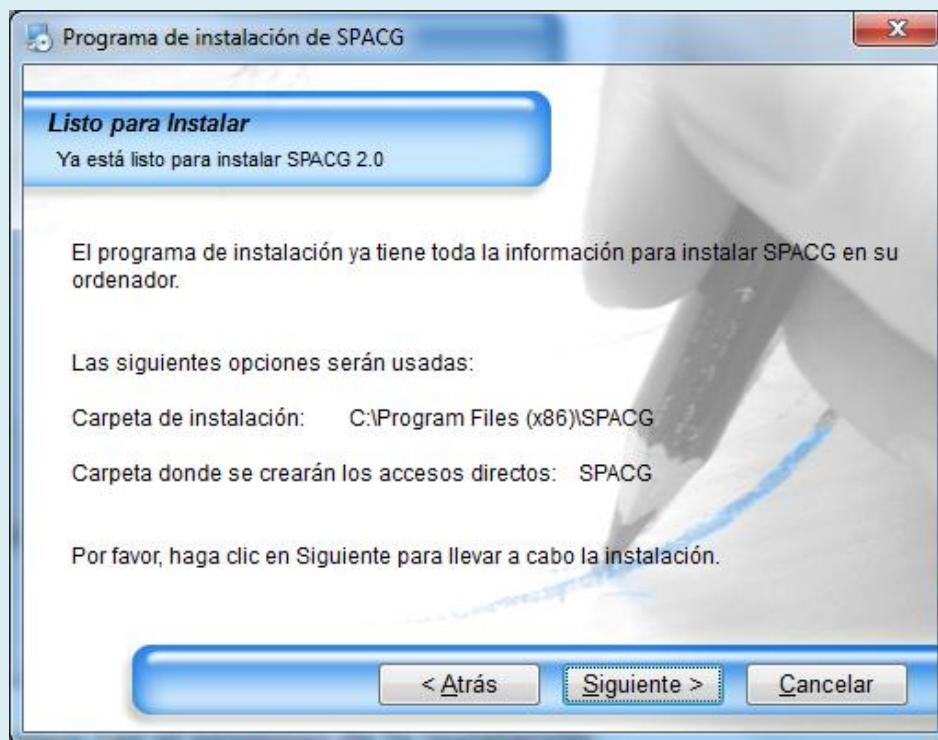 Programa de instalación de SPACG
Listo para Instalar
Ya está listo para instalar SPACG 2.0
El programa de instalación ya tiene toda la información para instalar SPACG en su
ordenador.
Las siguientes opciones serán usadas:
Carpeta de instalación: C:\Program Files (x86)\SPACG
Carpeta donde se crearán los accesos directos: SPACG
Por favor, haga clic en Siguiente para llevar a cabo la instalación.
< Atrás Siguiente > Cancelar